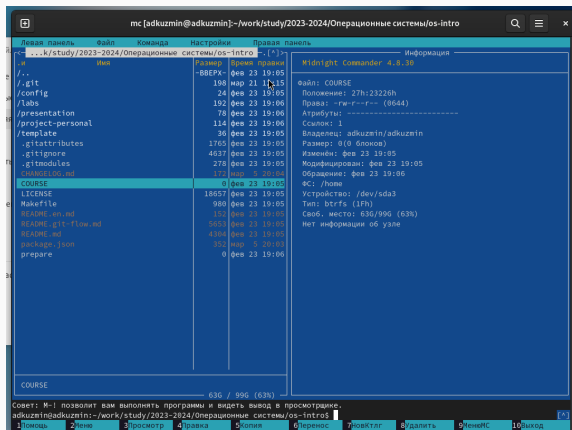 mc [adkuzmin@adkuzmin]:~/work/study/2023-2024/Операционные системы/os-intro
Левая панель Файл Команда Настройки Правая панель
<- ...k/study/2023-2024/Операционные системы/os-intro -.[^]>
.и Имя Размер Время правки
/.. -ВВЕРХ- фев 23 19:05
/.git 198 мар 21
/config 24 фев 23 19:05
/labs 192 фев 23 19:06
/presentation 78 фев 23 19:06
/project-personal 114 фев 23 19:06
/template 36 фев 23 19:05
.gitattributes 1765 фев 23 19:05
.gitignore 4637 фев 23 19:05
.gitmodules 278 фев 23 19:05
CHANGELOG.md 172 мар 5 20:04
COURSE 0 фев 23 19:05
LICENSE 18657 фев 23 19:05
Makefile 980 фев 23 19:05
README.en.md 152 фев 23 19:05
README.git-flow.md 5653 фев 23 19:05
README.md 4304 фев 23 19:05
package.json 352 мар 5 20:03
prepare 0 фев 23 19:06
COURSE
63G / 99G (63%)
Информация
Midnight Commander 4.8.30
Файл: COURSE
Положение: 27h:23226h
Права: -rw-r--r-- (0644)
Атрибуты: ----------------------
Ссылок: 1
Владелец: adkuzmin/adkuzmin
Размер: 0(0 блоков)
Изменён: фев 23 19:05
Модифицирован: фев 23 19:05
Обращение: фев 23 19:06
ФС: /home
Устройство: /dev/sda3
Тип: btrfs (1Fh)
Своб. место: 63G/99G (63%)
Нет информации об узле
Совет: M-! позволит вам выполнять программы и видеть вывод в просмотрщике.
adkuzmin@adkuzmin:~/work/study/2023-2024/Операционные системы/os-intro$ [^]
1Помощь 2Меню 3Просмотр 4Правка 5Копия 6Перенос 7НовКтлг 8Удалить 9МенюМС 10Выход